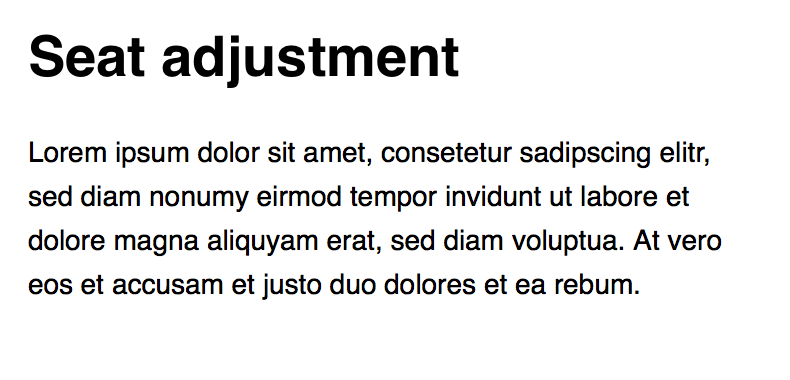 Seat adjustment
Lorem ipsum dolor sit amet, consetetur sadipscing elitr,
sed diam nonumy eirmod tempor invidunt ut labore et
dolore magna aliquyam erat, sed diam voluptua. At vero
eos et accusam et justo duo dolores et ea rebum.